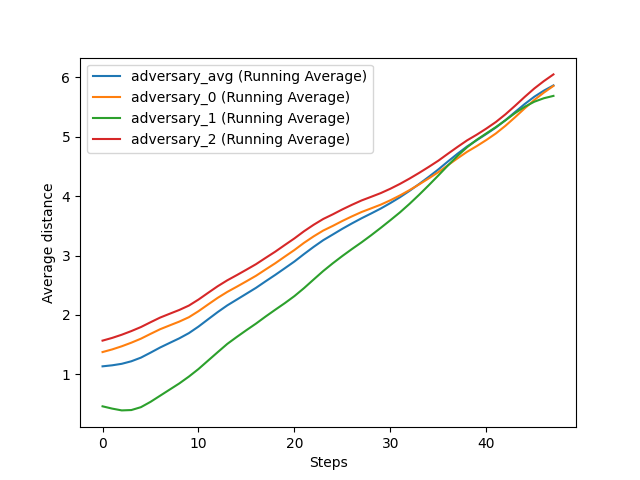 adversary_avg (Running Average)
adversary_0 (Running Average)
adversary_1 (Running Average)
adversary_2 (Running Average)
Average distance
6
5
4
3
2
1
0
10
20
30
40
Steps